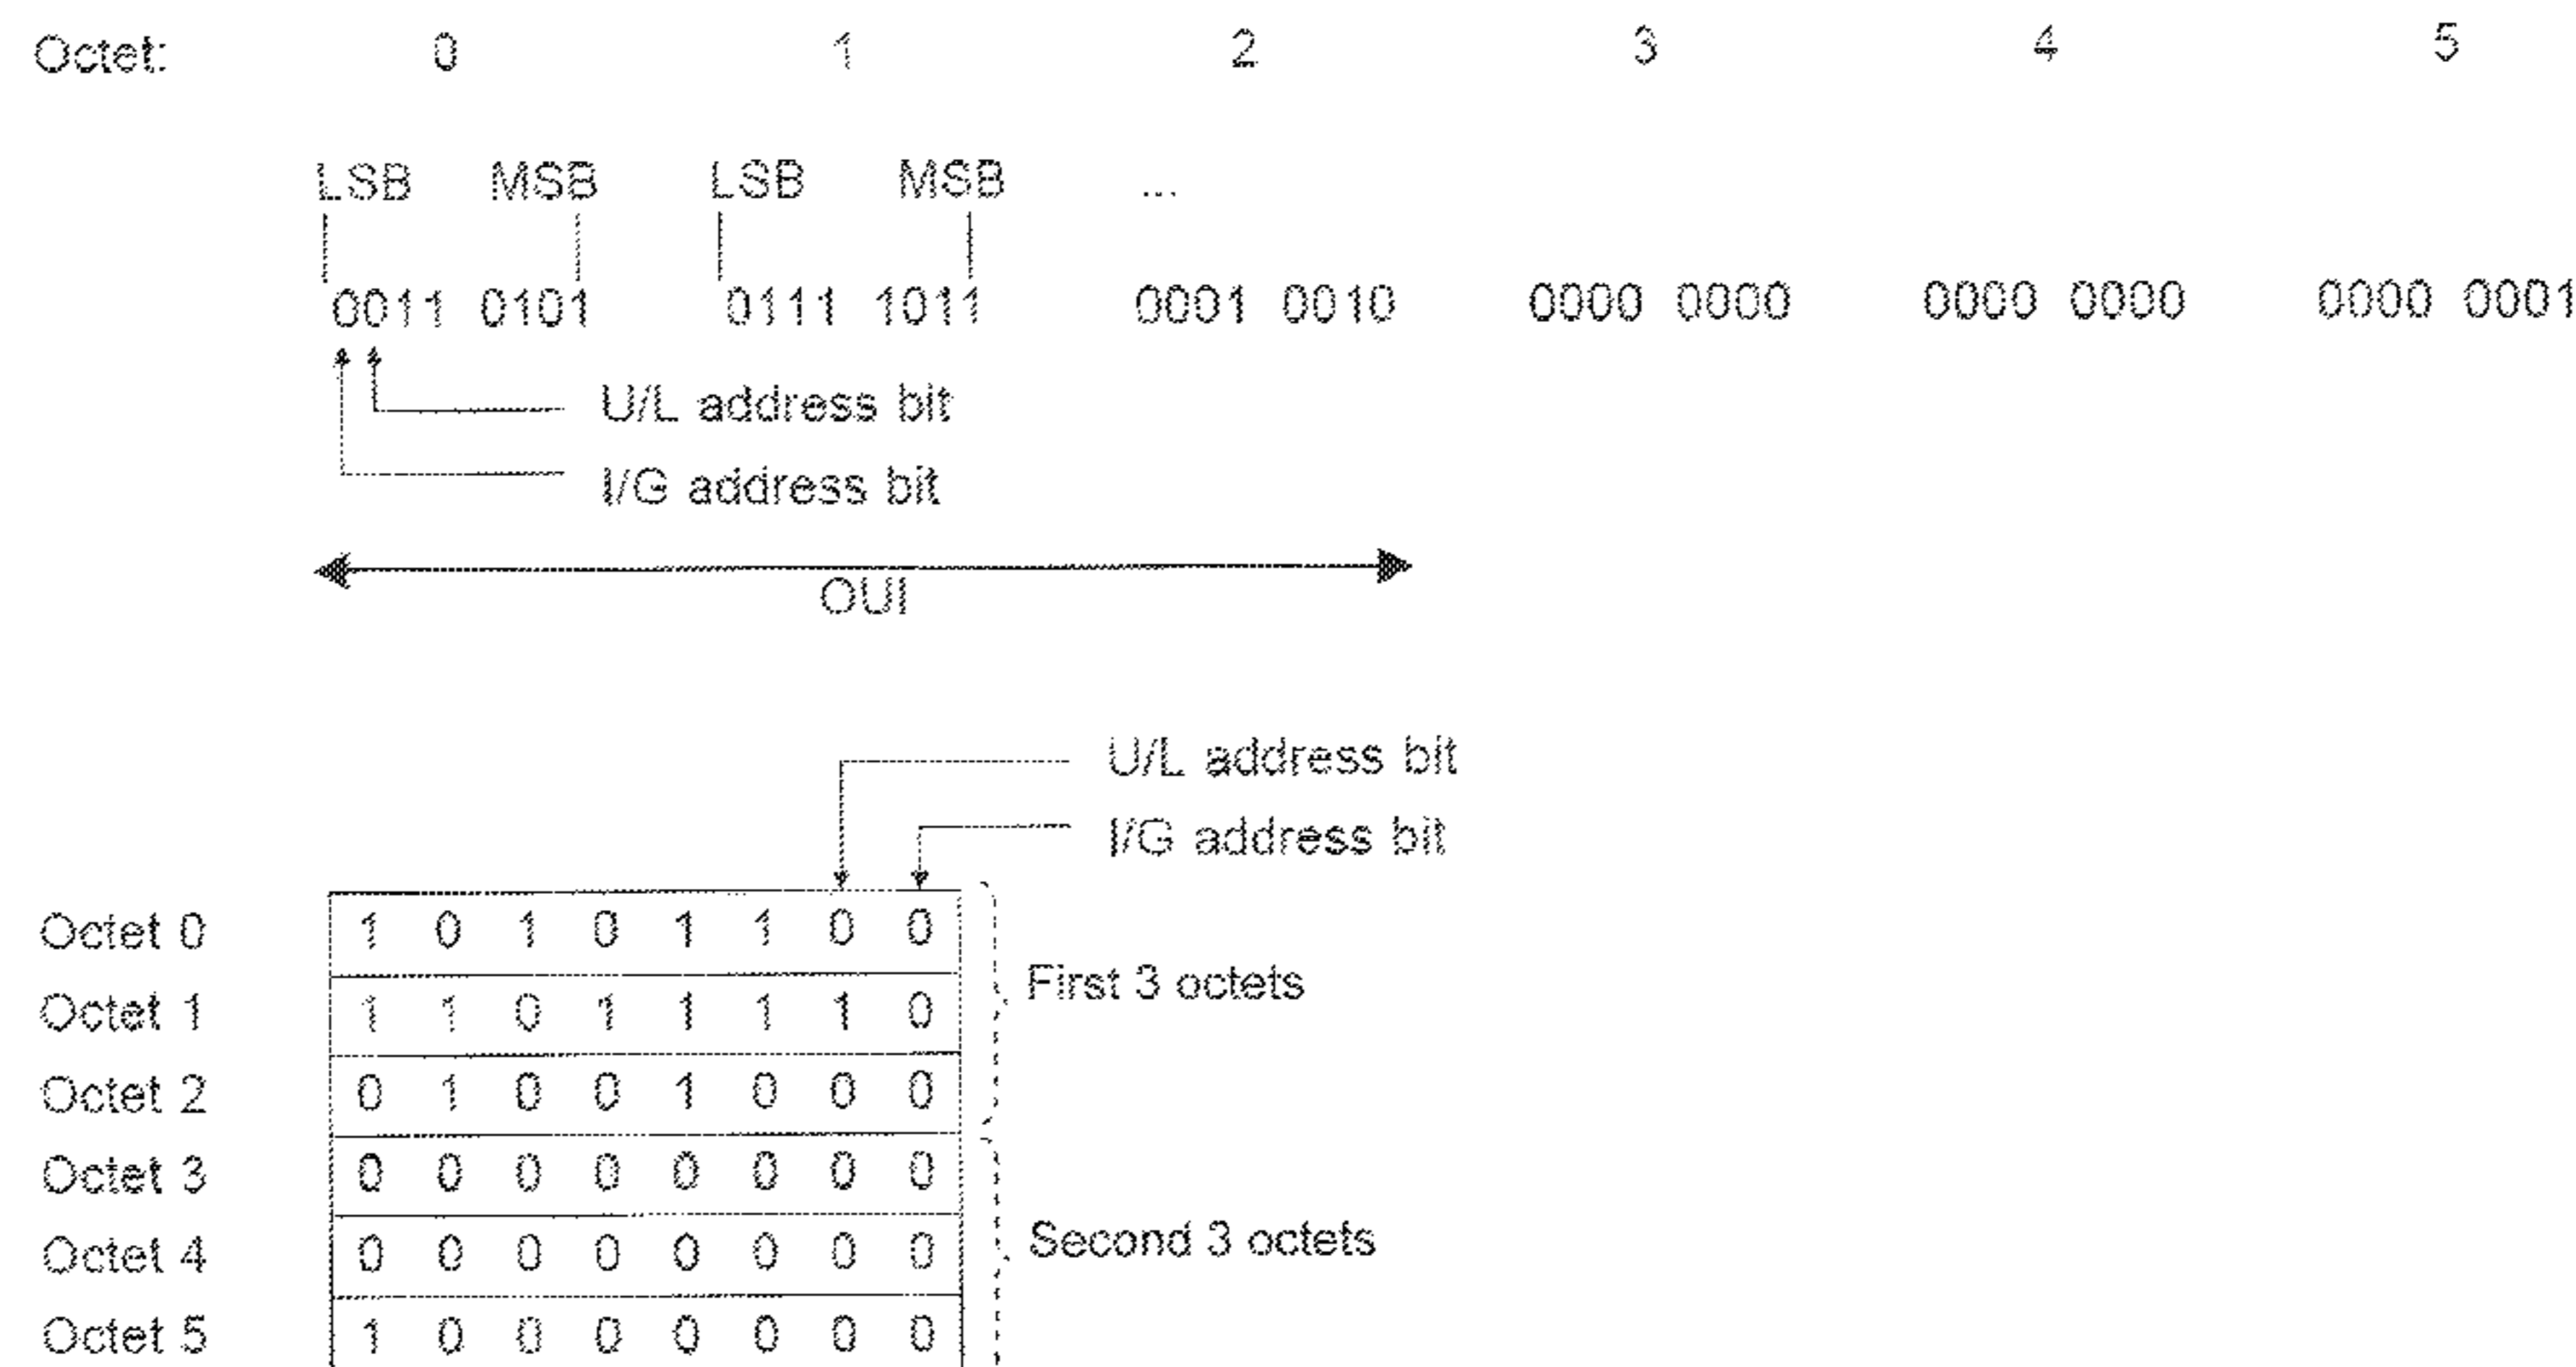 Octet: 0 1 2 3 4 5
LSB MSB LSB MSB ...
0011 0101 0111 1011 0001 0010 0000 0000 0000 0000 0000 0001
U/L address bit
I/G address bit
OUI
U/L address bit
I/G address bit
Octet 0 1 0 1 0 1 1 0 0
First 3 octets
Octet 1 1 1 0 1 1 1 1 0
Octet 2 0 1 0 0 1 0 0 0
Octet 3 0 0 0 0 0 0 0 0
Second 3 octets
Octet 4 0 0 0 0 0 0 0 0
Octet 5 1 0 0 0 0 0 0 0